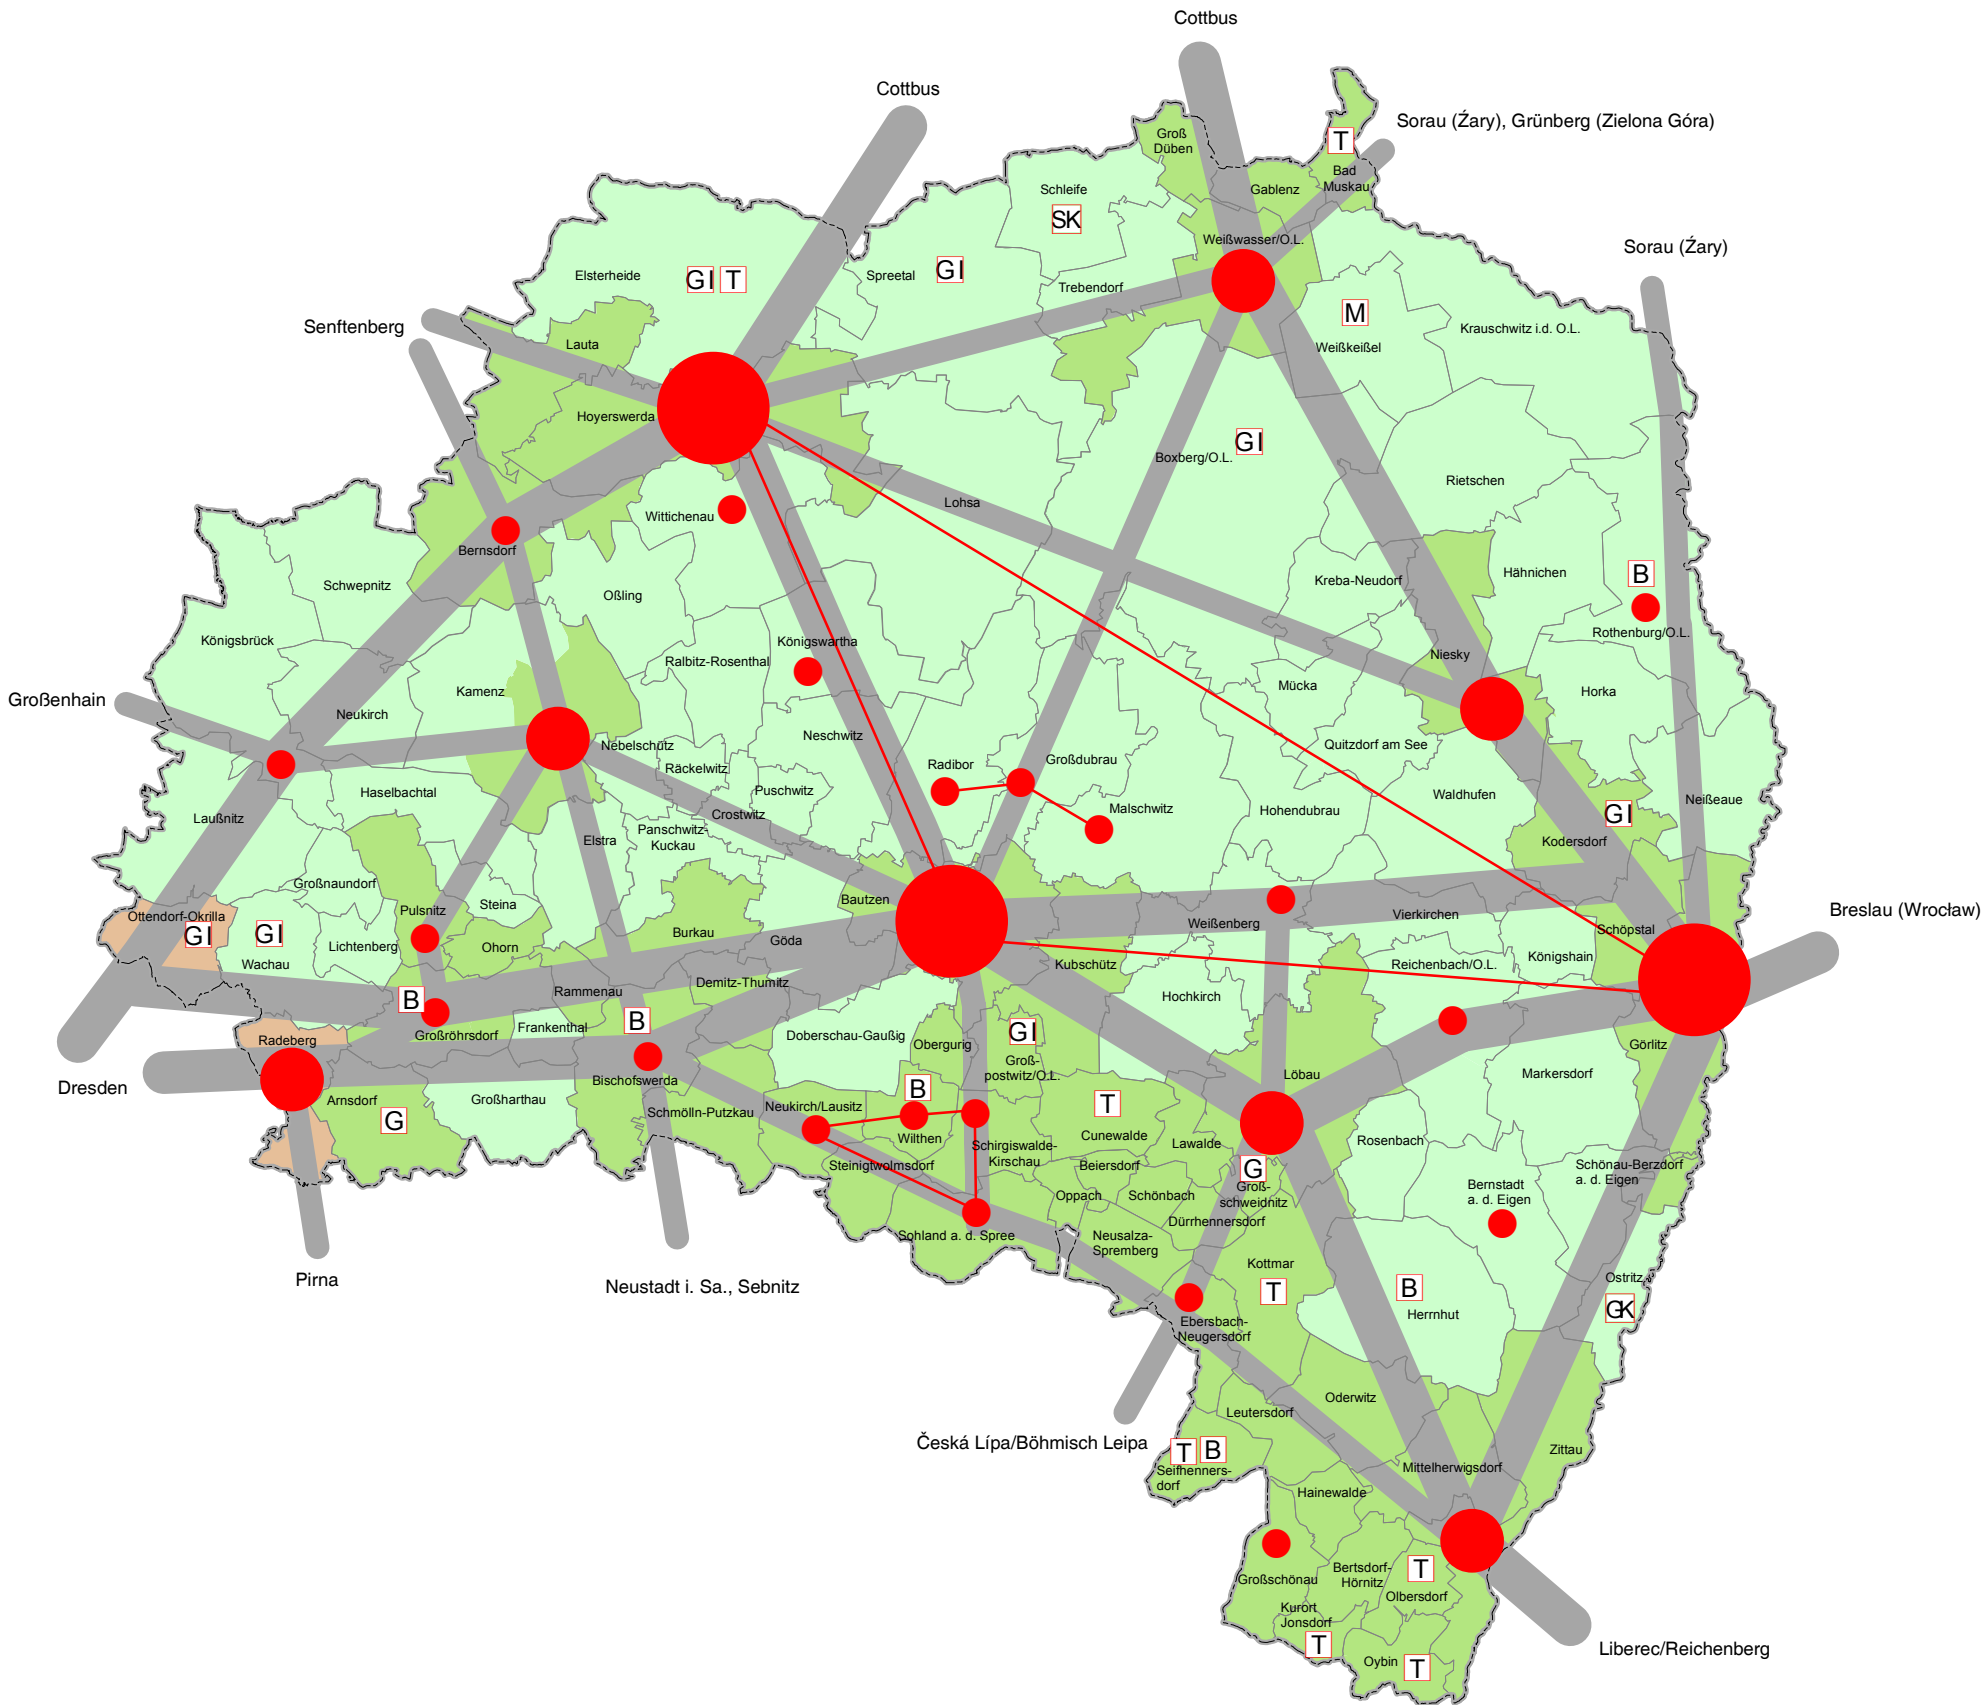 Cottbus
Cottbus
Sorau (Źary), Grünberg (Zielona Góra)
Groß
Düben
T
Bad
Muskau
Gablenz
Schleife
SK
Weißwasser/O.L.
Sorau (Źary)
Elsterheide
GI
T
Spreetal
GI
Trebendorf
M
Weißkeißel
Krauschwitz i.d. O.L.
Senftenberg
Lauta
Hoyerswerda
GI
Boxberg/O.L.
Rietschen
Lohsa
Wittichenau
Bernsdorf
Schwepnitz
Oßling
Kreba-Neudorf
Hähnichen
B
Rothenburg/O.L.
Königsbrück
Königswartha
Ralbitz-Rosenthal
Niesky
Mücka
Horka
Kamenz
Großenhain
Neukirch
Nebelschütz
Neschwitz
Quitzdorf am See
Räckelwitz
Radibor
Großdubrau
Puschwitz
Haselbachtal
Crostwitz
Malschwitz
Hohendubrau
Waldhufen
Neißeaue
GI
Laußnitz
Elstra
Panschwitz-
Kuckau
Kodersdorf
Großnaundorf
Steina
Pulsnitz
Bautzen
Ottendorf-Okrilla
GI
GI
Wachau
Lichtenberg
Ohorn
Burkau
Göda
Weißenberg
Vierkirchen
Schöpstal
Breslau (Wrocław)
Königshain
Reichenbach/O.L.
Kubschütz
Demitz-Thumitz
Rammenau
Hochkirch
B
Großröhrsdorf
Frankenthal
B
Doberschau-Gaußig
Obergurig
GI
Groß-
postwitz/O.L.
Radeberg
Görlitz
Löbau
Markersdorf
Dresden
Bischofswerda
Arnsdorf
G
Großharthau
Schmölln-Putzkau
Neukirch/Lausitz
B
Wilthen
T
Cunewalde
Schirgiswalde-
Kirschau
Lawalde
Rosenbach
Steinigtwolmsdorf
Beiersdorf
G
Groß-
schweidnitz
Schönau-Berzdorf
a. d. Eigen
Bernstadt
a. d. Eigen
Oppach
Schönbach
Dürrhennersdorf
Sohland a. d. Spree
Neusalza-
Spremberg
Kottmar
T
Pirna
Neustadt i. Sa., Sebnitz
B
Herrnhut
Ostritz
GK
Ebersbach-
Neugersdorf
Oderwitz
Leutersdorf
Česká Lípa/Böhmisch Leipa
T
B
Seifhenners-
dorf
Zittau
Mittelherwigsdorf
Hainewalde
Großschönau
Bertsdorf-
Hörnitz
T
Olbersdorf
Kurort
Jonsdorf
T
Oybin
T
Liberec/Reichenberg